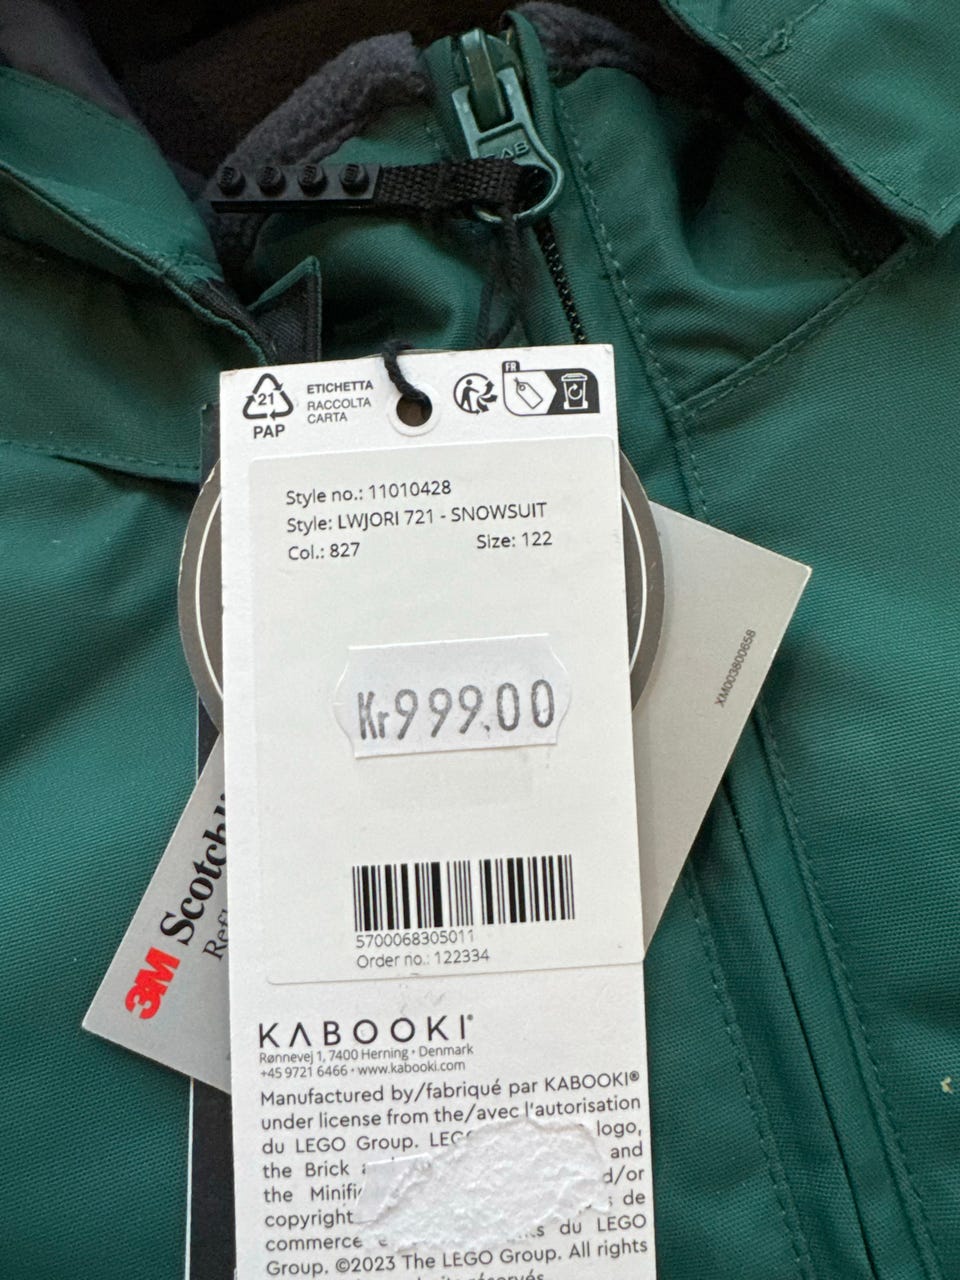 21
PAP
ETICHETTA
RACCOLTA
CARTA
FR
Style no.: 11010428
Style: LWJORI 721 - SNOWSUIT
Col.: 827 Size: 122
Kr999.00
5700068305011
Order no.: 122334
KABOOKI®
Rønnevej 1, 7400 Herning • Denmark
+45 9721 6466 • www.kabooki.com
Manufactured by/fabriqué par KABOOKI®
under license from the/avec l'autorisation
du LEGO Group. logo,
the Brick and
the
copyright de
commerce du LEGO
Group. ©2023 The LEGO Group. All rights
réservés.
3M
XM003800658